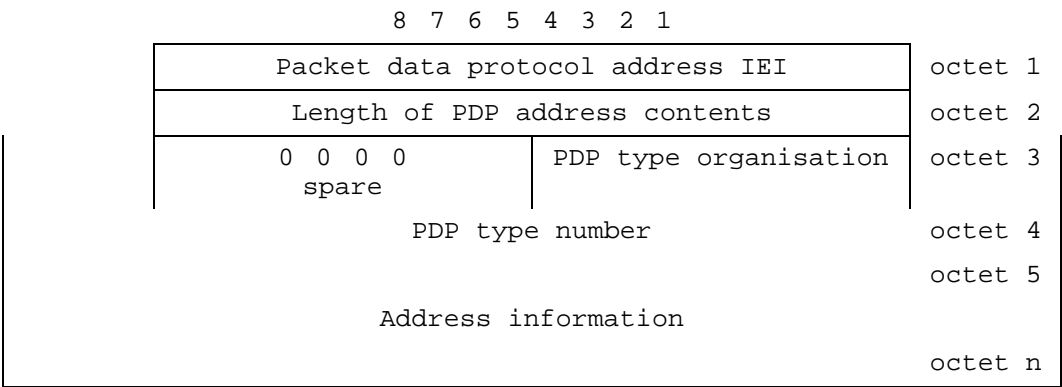 8 7 6 5 4 3 2 1
Packet data protocol address IEI octet 1
Length of PDP address contents octet 2
0 0 0 0 PDP type organisation octet 3
spare
PDP type number octet 4
octet 5
Address information
octet n